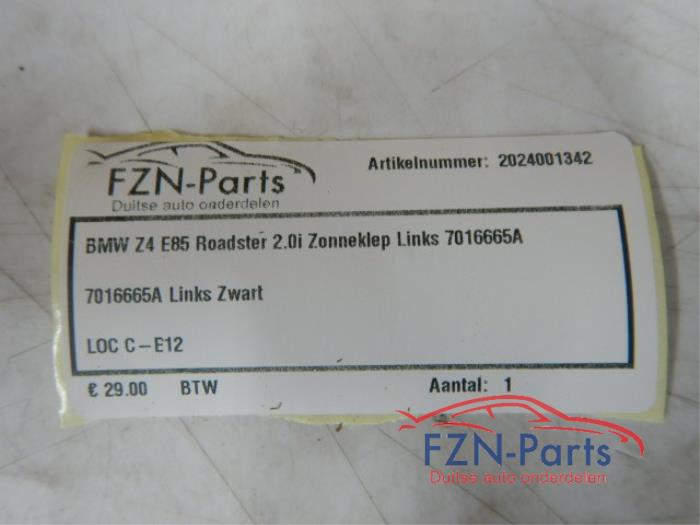 FZN-Parts
Duitse auto onderdelen
Artikelnummer: 2024001342
BMW Z4 E85 Roadster 2.0i Zonneklep Links 7016665A
7016665A Links Zwart
LOC C-E12
€ 29.00 BTW Aantal: 1
FZN-Parts
Duitse auto onderdelen